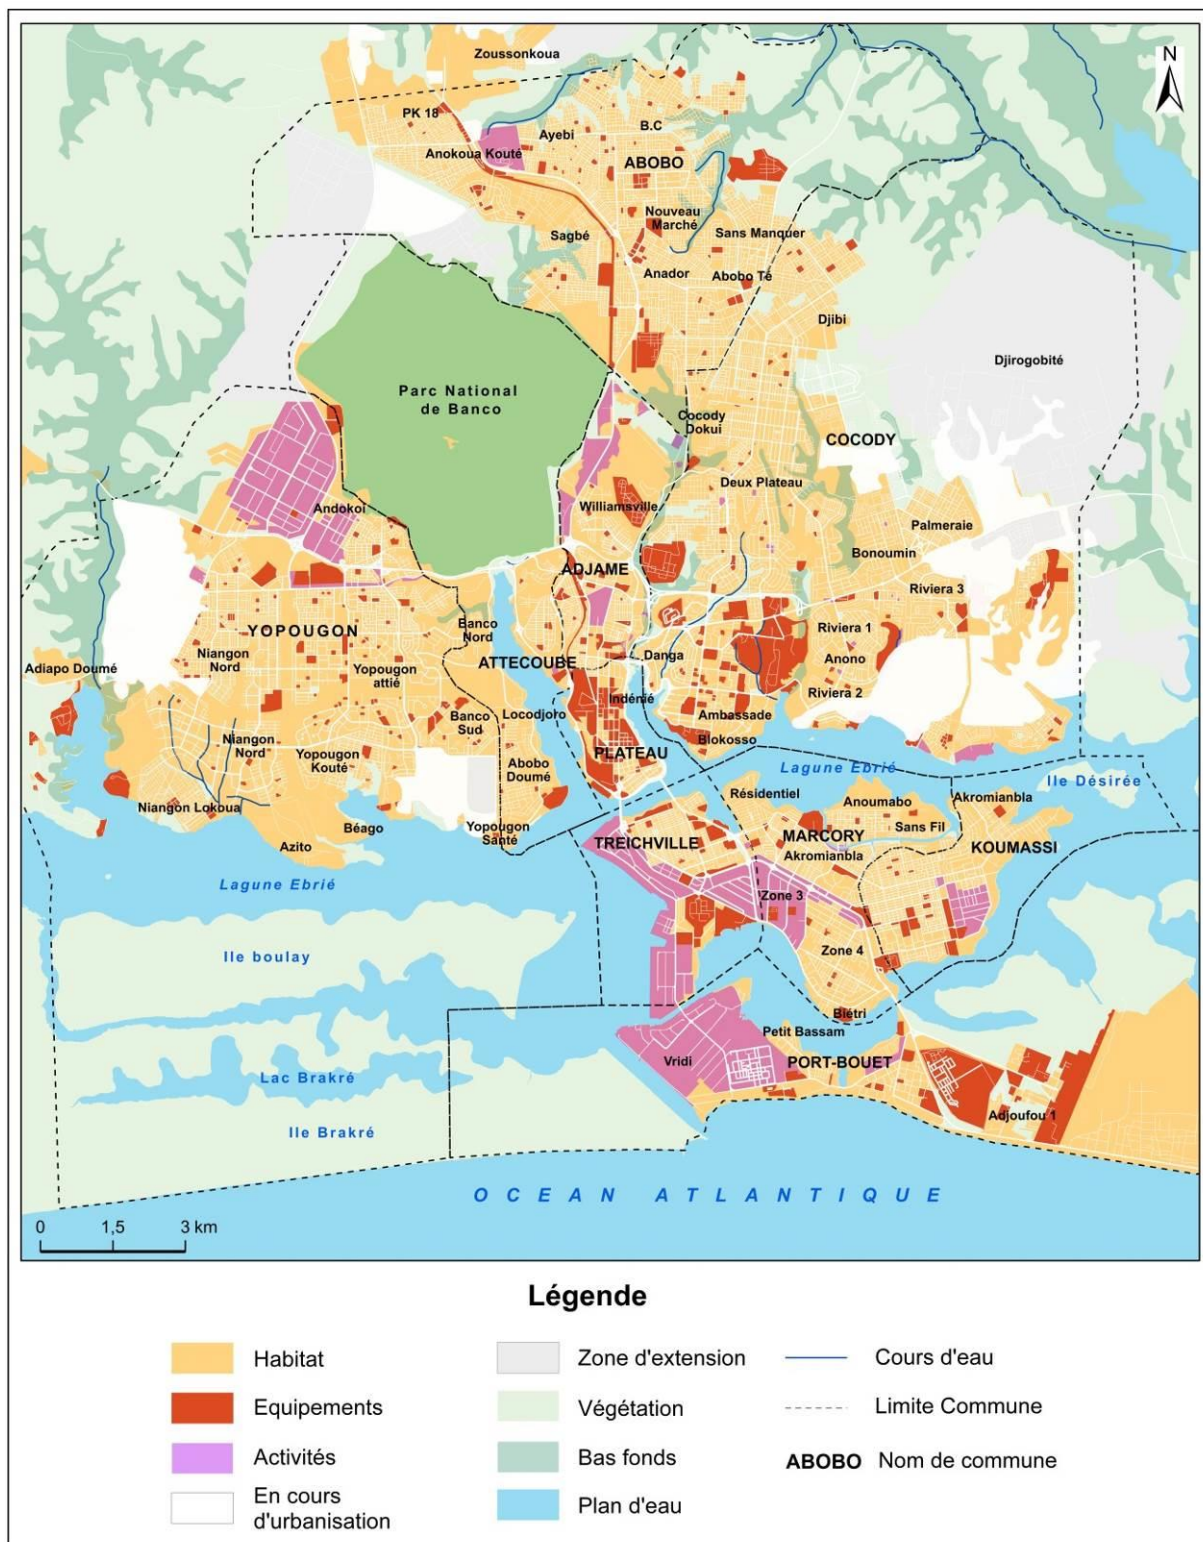 Zoussonkoua
N
PK 18
Ayebi
B.C
Anokoua Kouté
ABOBO
Nouveau
Marché
Sagbé
Sans Manquer
Anador
Abobo Té
Djibi
Djirogobité
Parc National
de Banco
Cocody
Dokui
COCODY
Deux Plateau
Williamsville
Andokoi
Palmeraie
Bonoumin
ADJAME
Riviera 3
YOPOUGON
Banco
Nord
Riviera 1
Niangon
Nord
Adiapo Doumé
Yopougon
attié
ATTECOUBE
Danga
Anono
Indénié
Riviera 2
Locodjoro
Ambassade
Banco
Sud
Blokosso
Niangon
Nord
Yopougon
Kouté
PLATEAU
Abobo
Doumé
Lagune Ebrié
Ile Désirée
Résidentiel
Anoumabo
Akromianbla
Niangon Lokoua
Béago
Yopougon
Santé
Sans Fil
TREICHVILLE
MARCORY
KOUMASSI
Azito
Akromianbla
Lagune Ebrié
Zone 3
Zone 4
Ile boulay
Biétri
Petit Bassam
Vridi
PORT-BOUET
Lac Brakré
Adjoufou 1
Ile Brakré
OCEAN ATLANTIQUE
0 1,5 3 km
Légende
Habitat
Equipements
Activités
En cours
d'urbanisation
Zone d'extension
Végétation
Bas fonds
Plan d'eau
Cours d'eau
Limite Commune
ABOBO Nom de commune